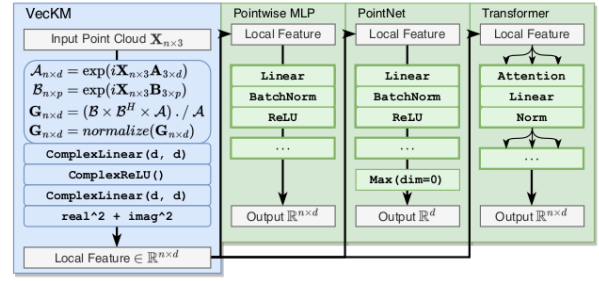 VecKM
Input Point Cloud X_{n×3}
𝒜_{n×d} = exp(iX_{n×3}A_{3×d})
ℬ_{n×p} = exp(iX_{n×3}B_{3×p})
G_{n×d} = (ℬ × ℬ^H × 𝒜) ./ 𝒜
G_{n×d} = normalize(G_{n×d})
ComplexLinear(d, d)
ComplexReLU()
ComplexLinear(d, d)
real^2 + imag^2
Local Feature ∈ ℝ^{n×d}
Pointwise MLP
Local Feature
Linear
BatchNorm
ReLU
...
Output ℝ^{n×d}
PointNet
Local Feature
Linear
BatchNorm
ReLU
...
Max(dim=0)
Output ℝ^d
Transformer
Local Feature
Attention
Linear
Norm
...
Output ℝ^{n×d}